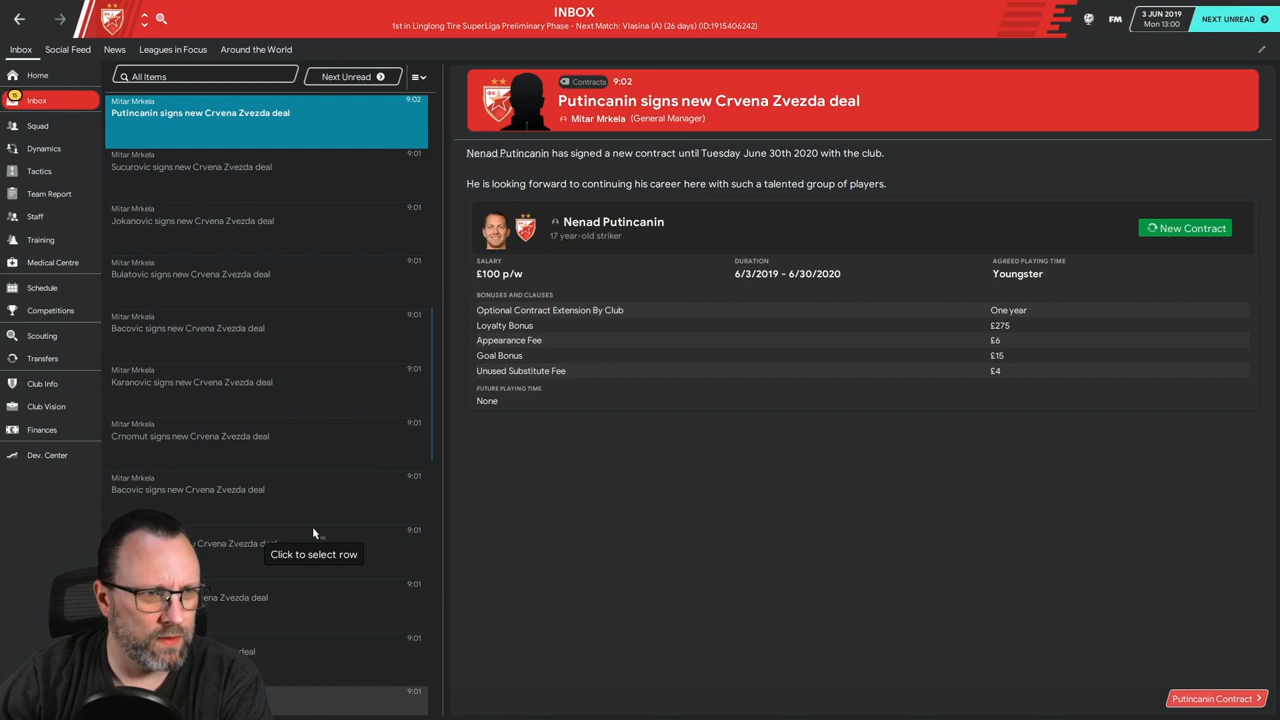 INBOX
1st in Linglong Tire SuperLiga Preliminary Phase - Next Match: Vlasina (A) (26 days) (ID:1915406242)
FM
3 JUN 2019
Mon 13:00
NEXT UNREAD
Inbox Social Feed News Leagues in Focus Around the World
Home
15
Inbox
Squad
Dynamics
Tactics
Team Report
Staff
Training
Medical Centre
Schedule
Competitions
Scouting
Transfers
Club Info
Club Vision
Finances
Dev. Center
All Items
Next Unread
Mitar Mrkela 9:02
Putincanin signs new Crvena Zvezda deal
Mitar Mrkela 9:01
Sucurovic signs new Crvena Zvezda deal
Mitar Mrkela 9:01
Jokanovic signs new Crvena Zvezda deal
Mitar Mrkela 9:01
Bulatovic signs new Crvena Zvezda deal
Mitar Mrkela 9:01
Bacovic signs new Crvena Zvezda deal
Mitar Mrkela 9:01
Karanovic signs new Crvena Zvezda deal
Mitar Mrkela 9:01
Crnomut signs new Crvena Zvezda deal
Mitar Mrkela 9:01
Bacovic signs new Crvena Zvezda deal
9:01
Crvena Zvezda
Click to select row
9:01
Zvezda deal
9:01
deal
9:01
Contracts 9:02
Putincanin signs new Crvena Zvezda deal
Mitar Mrkela (General Manager)
Nenad Putincanin has signed a new contract until Tuesday June 30th 2020 with the club.
He is looking forward to continuing his career here with such a talented group of players.
Nenad Putincanin
17 year-old striker
New Contract
SALARY DURATION AGREED PLAYING TIME
£100 p/w 6/3/2019 - 6/30/2020 Youngster
BONUSES AND CLAUSES
Optional Contract Extension By Club One year
Loyalty Bonus £275
Appearance Fee £6
Goal Bonus £15
Unused Substitute Fee £4
FUTURE PLAYING TIME
None
Putincanin Contract